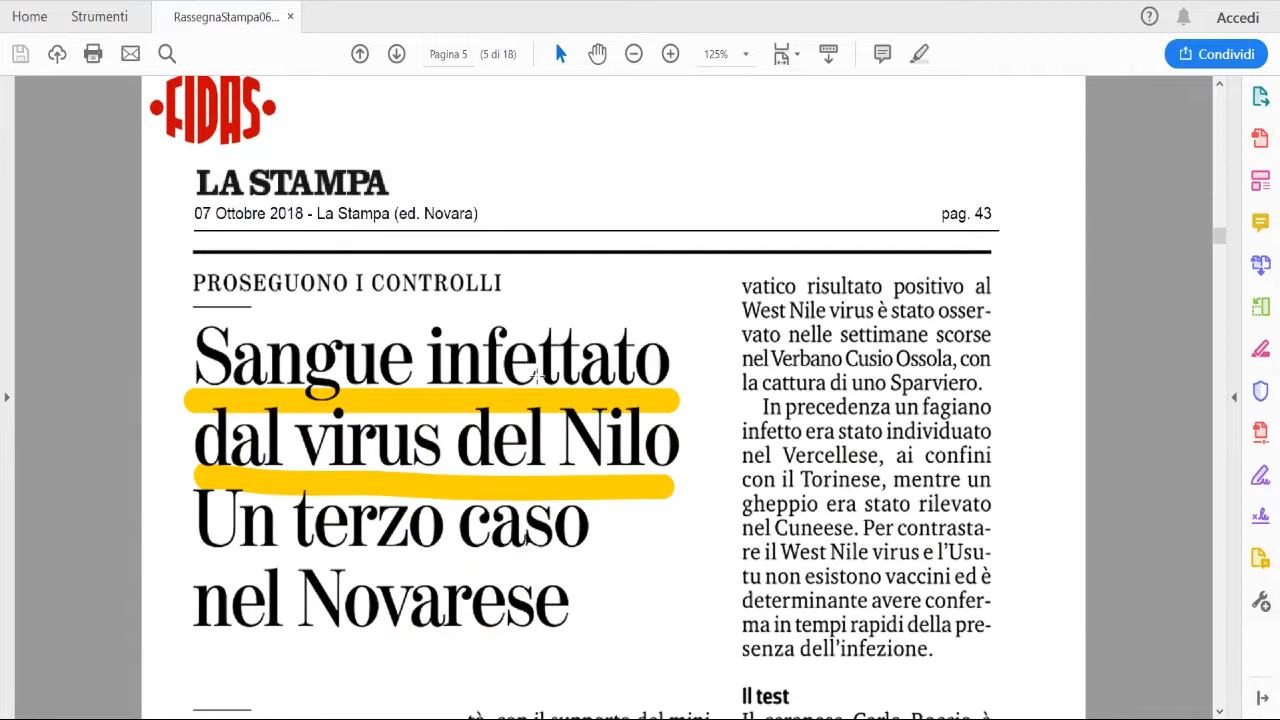 Home
Strumenti
RassegnaStampa06...
Accedi
Pagina 5
(5 di 18)
125%
Condividi
FIDAS
LA STAMPA
07 Ottobre 2018 - La Stampa (ed. Novara)
pag. 43
PROSEGUONO I CONTROLLI
Sangue infettato
dal virus del Nilo
Un terzo caso
nel Novarese
vatico risultato positivo al
West Nile virus è stato osser-
vato nelle settimane scorse
nel Verbano Cusio Ossola, con
la cattura di uno Sparviero.
In precedenza un fagiano
infetto era stato individuato
nel Vercellese, ai confini
con il Torinese, mentre un
gheppio era stato rilevato
nel Cuneese. Per contrasta-
re il West Nile virus e l'Usu-
tu non esistono vaccini ed è
determinante avere confer-
ma in tempi rapidi della pre-
senza dell'infezione.
Il test